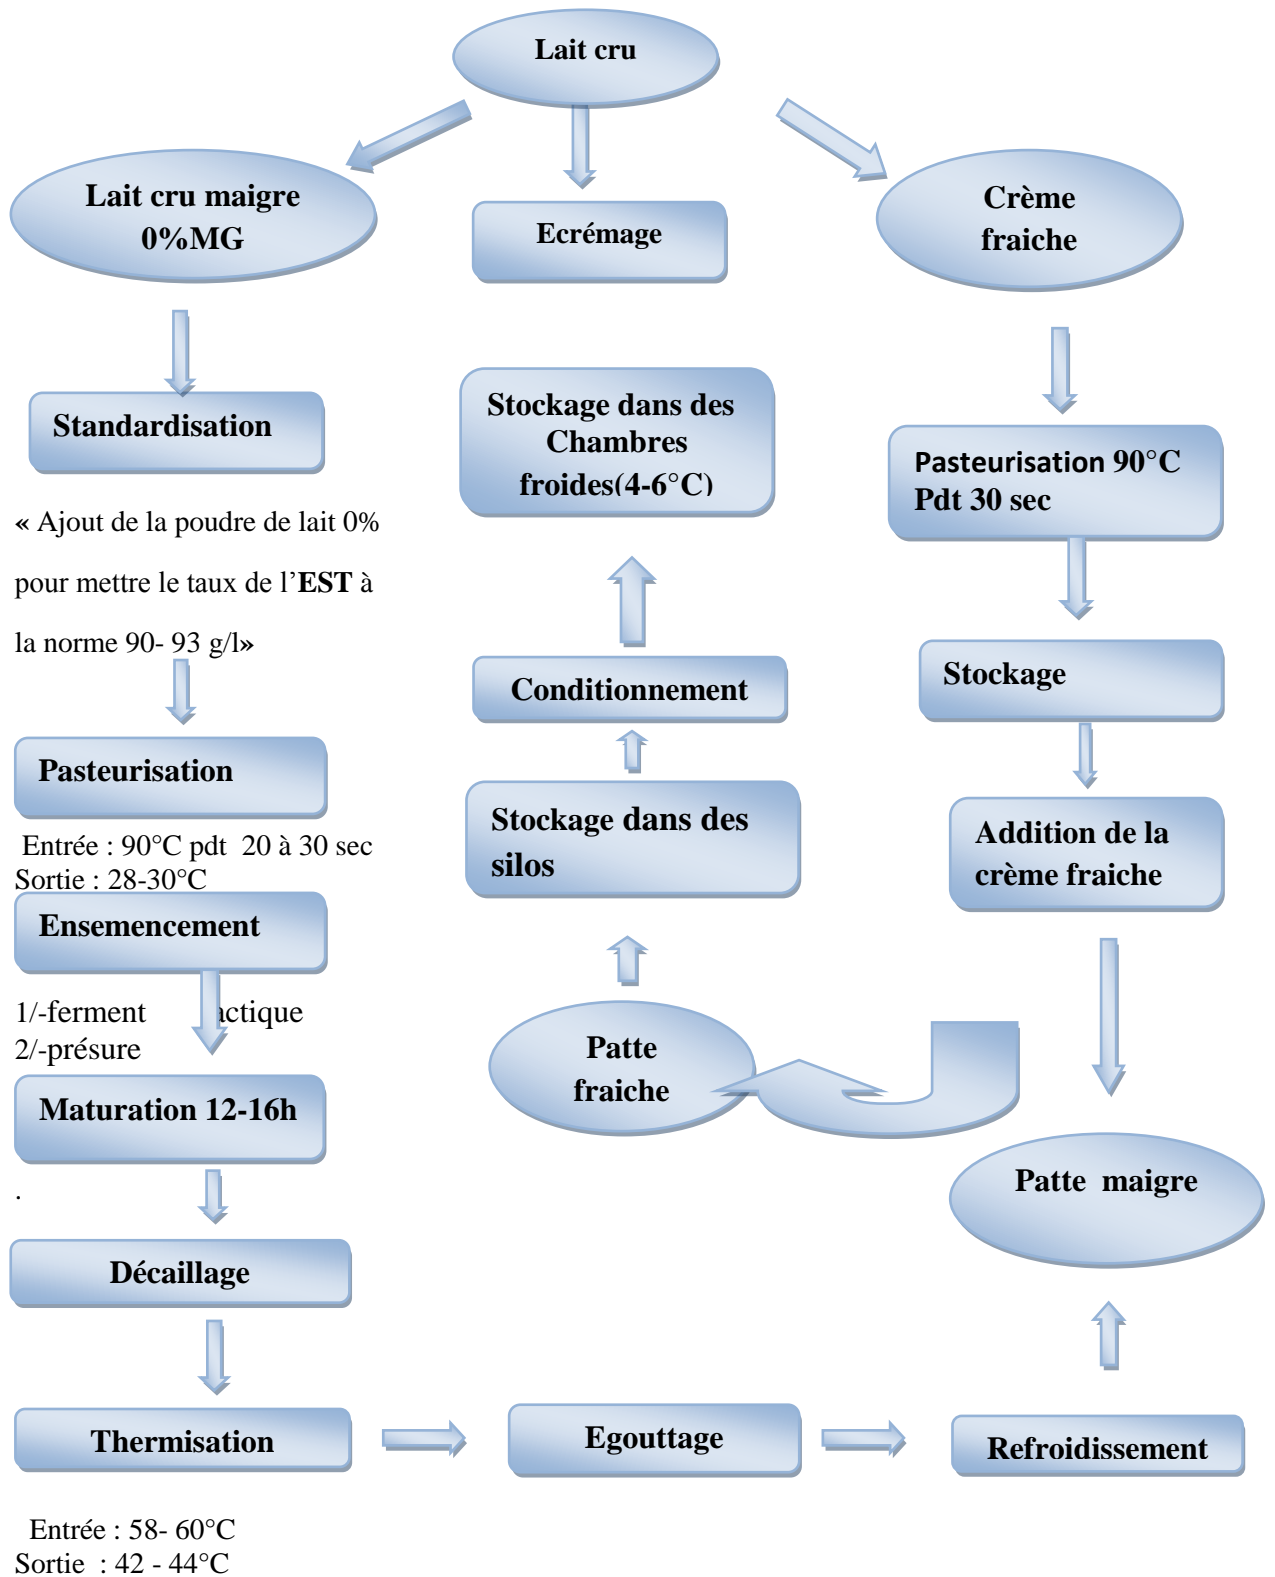 Lait cru
Lait cru maigre
0%MG
Ecrémage
Crème
fraiche
Standardisation
« Ajout de la poudre de lait 0%
pour mettre le taux de l’EST à
la norme 90- 93 g/l»
Pasteurisation
Entrée : 90°C pdt 20 à 30 sec
Sortie : 28-30°C
Ensemencement
1/-ferment actique
2/-présure
Maturation 12-16h
.
Décaillage
Thermisation
Entrée : 58- 60°C
Sortie : 42 - 44°C
Egouttage
Refroidissement
Patte maigre
Pasteurisation 90°C
Pdt 30 sec
Stockage
Addition de la
crème fraiche
Patte
fraiche
Stockage dans des
silos
Conditionnement
Stockage dans des
Chambres
froides(4-6°C)